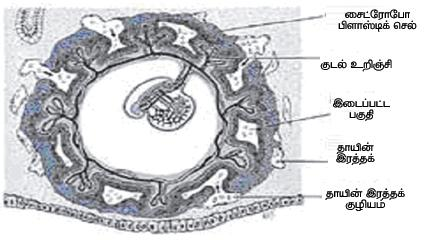 சைட்ரோபோ
பிளாஸ்டிக் செல்
குடல் உறிஞ்சி
இடைப்பட்ட
பகுதி
தாயின்
இரத்தக்
தாயின் இரத்தக்
குழியம்